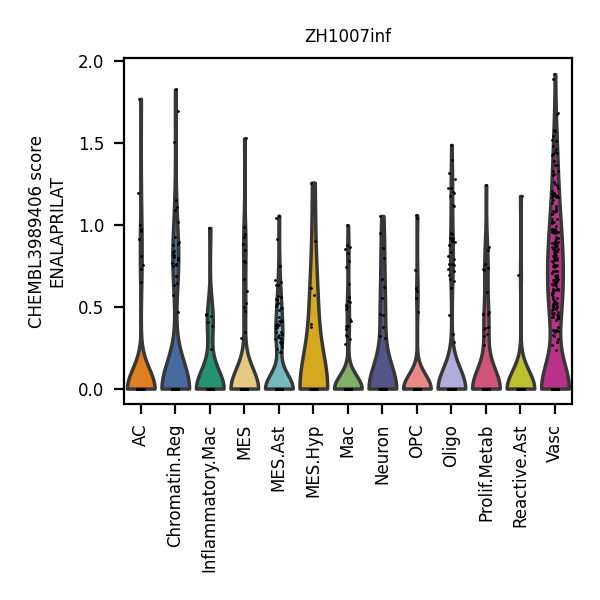 ZH1007inf
CHEMBL3989406 score
ENALAPRILAT
2.0
1.5
1.0
0.5
0.0
AC
Chromatin.Reg
Inflammatory.Mac
MES
MES.Ast
MES.Hyp
Mac
Neuron
OPC
Oligo
Prolif.Metab
Reactive.Ast
Vasc